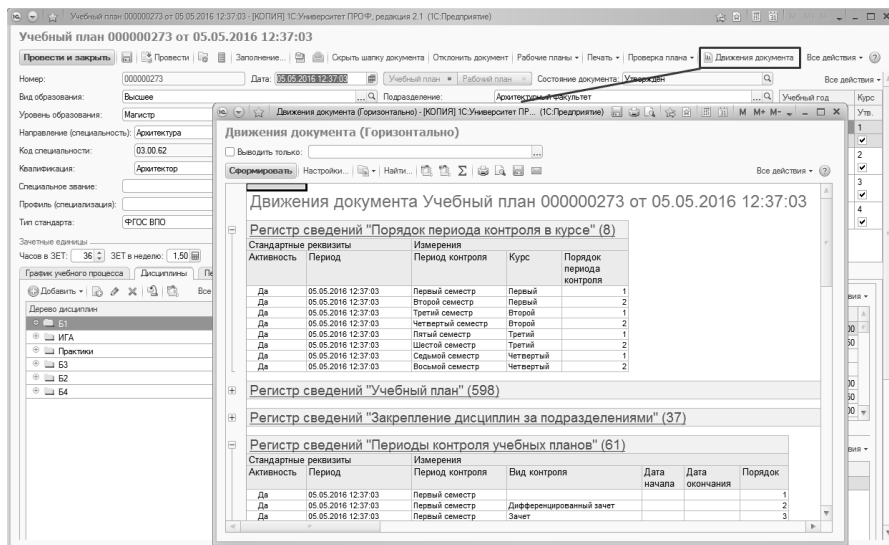 Учебный план 000000273 от 05.05.2016 12:37:03 - [КОПИЯ] 1С:Университет ПРОФ, редакция 2.1 (1С:Предприятие)
Учебный план 000000273 от 05.05.2016 12:37:03
Провести и закрыть Провести Заполнение... Скрыть шапку документа Отклонить документ Рабочие планы Печать Проверка плана Движения документа Все действия
Номер: 000000273 Дата: 05.05.2016 12:37:03 Учебный план Рабочий план Состояние документа: Утвержден Все действия
Вид образования: Высшее Подразделение: Архитектурный факультет Учебный год Курс
Уровень образования: Магистр Утв.
Направление (специальность): Архитектура 1
Код специальности: 03.00.62 2
Квалификация: Архитектор
Специальное звание: 3
Профиль (специализация): 4
Тип стандарта: ФГОС ВПО
Зачетные единицы
Часов в ЗЕТ: 36 ЗЕТ в неделю: 1,50
График учебного процесса Дисциплины
Добавить Все
Дерево дисциплин
Б1
ИГА
Практики
Б3
Б2
Б4
Движения документа (Горизонтально) - [КОПИЯ] 1С:Университет ПР... (1С:Предприятие) M M+ M-
Движения документа (Горизонтально)
Выводить только:
Сформировать Настройки... Найти... Все действия
Движения документа Учебный план 000000273 от 05.05.2016 12:37:03
Регистр сведений "Порядок периода контроля в курсе" (8)
Стандартные реквизиты Измерения
Активность Период Период контроля Курс Порядок периода контроля
Да 05.05.2016 12:37:03 Первый семестр Первый 1
Да 05.05.2016 12:37:03 Второй семестр Первый 2
Да 05.05.2016 12:37:03 Третий семестр Второй 1
Да 05.05.2016 12:37:03 Четвертый семестр Второй 2
Да 05.05.2016 12:37:03 Пятый семестр Третий 1
Да 05.05.2016 12:37:03 Шестой семестр Третий 2
Да 05.05.2016 12:37:03 Седьмой семестр Четвертый 1
Да 05.05.2016 12:37:03 Восьмой семестр Четвертый 2
Регистр сведений "Учебный план" (598)
Регистр сведений "Закрепление дисциплин за подразделениями" (37)
Регистр сведений "Периоды контроля учебных планов" (61)
Стандартные реквизиты Измерения
Активность Период Период контроля Вид контроля Дата начала Дата окончания Порядок
Да 05.05.2016 12:37:03 Первый семестр 1
Да 05.05.2016 12:37:03 Первый семестр Дифференцированный зачет 2
Да 05.05.2016 12:37:03 Первый семестр Зачет 3